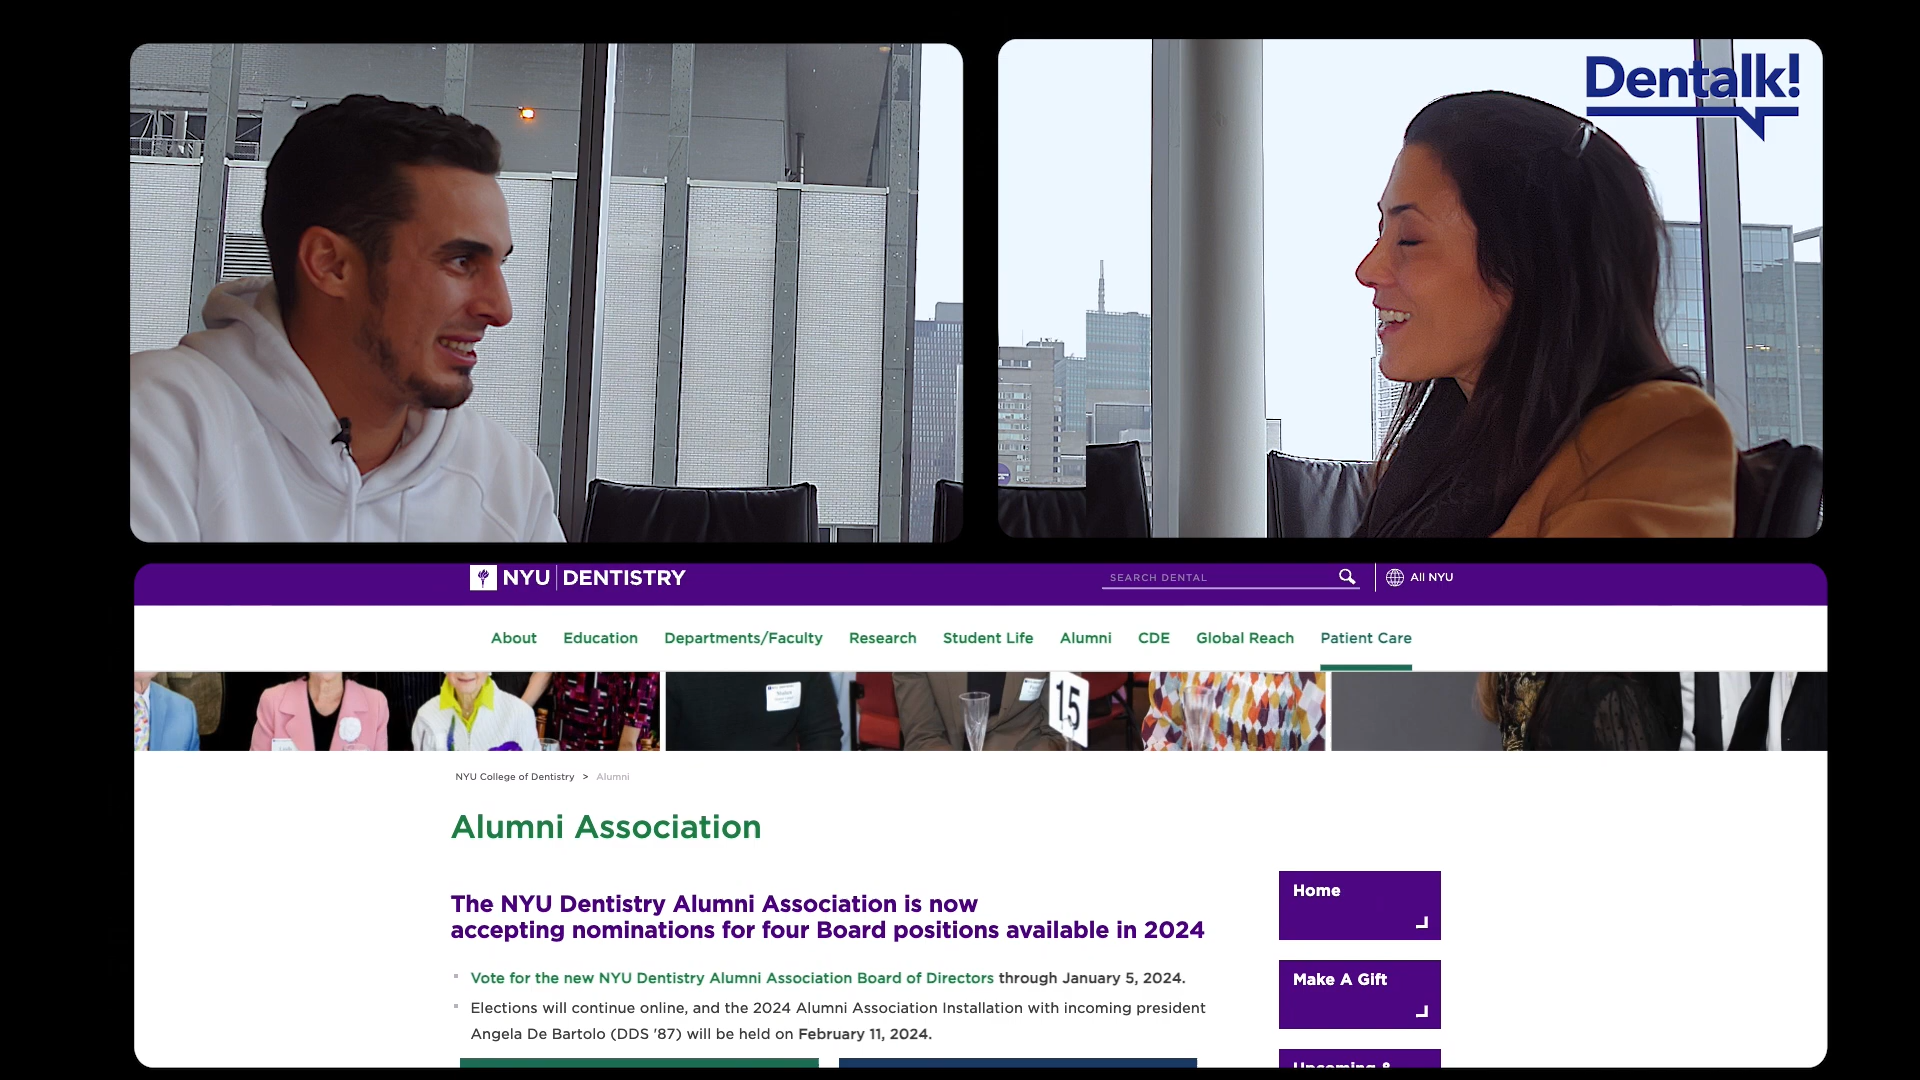 Dentalk!
NYU DENTISTRY
SEARCH DENTAL
All NYU
About Education Departments/Faculty Research Student Life Alumni CDE Global Reach Patient Care
15
NYU College of Dentistry > Alumni
Alumni Association
The NYU Dentistry Alumni Association is now
accepting nominations for four Board positions available in 2024
Vote for the new NYU Dentistry Alumni Association Board of Directors through January 5, 2024.
Elections will continue online, and the 2024 Alumni Association Installation with incoming president
Angela De Bartolo (DDS '87) will be held on February 11, 2024.
Home
Make A Gift
Upcoming &